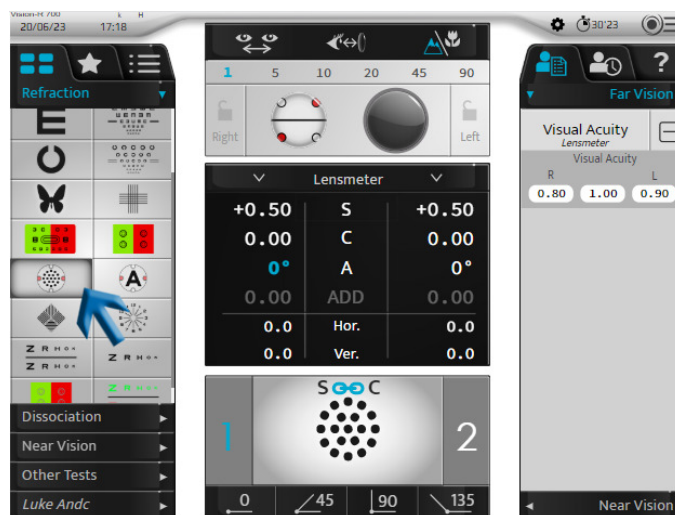 Vision-R 700
20/06/23 17:18
30'23
Refraction
E
A
Z R H O K
Z R H O K
Z R H O K
Dissociation
Near Vision
Other Tests
Luke Andc
1 5 10 20 45 90
Right Left
Lensmeter
+0.50 S +0.50
0.00 C 0.00
0° A 0°
0.00 ADD 0.00
0.0 Hor. 0.0
0.0 Ver. 0.0
S C
1 2
0 45 90 135
?
Far Vision
Visual Acuity
Lensmeter
Visual Acuity
R L
0.80 1.00 0.90
Near Vision